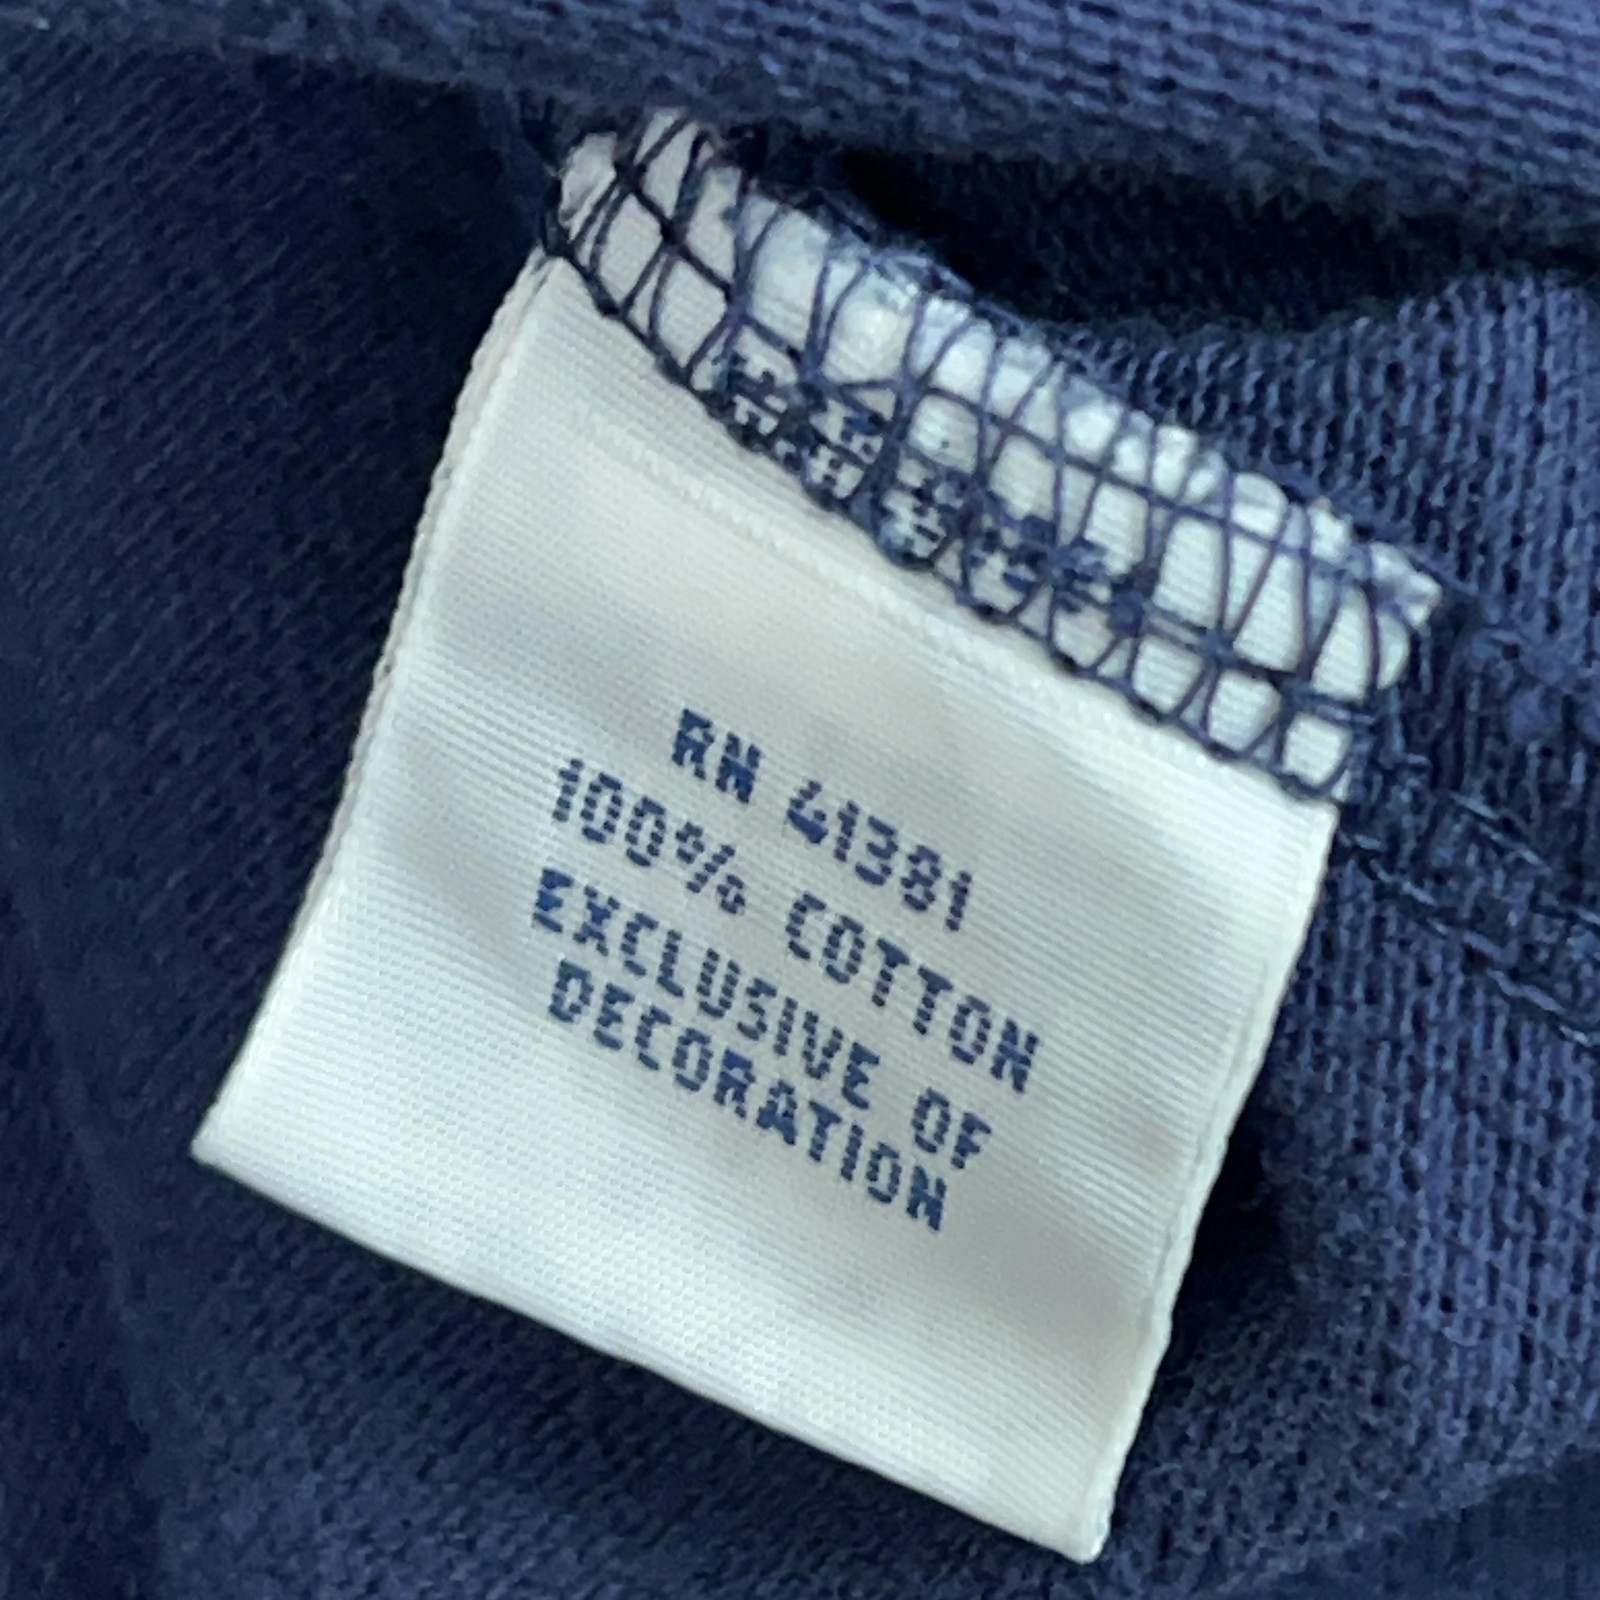 RN 41381
100% COTTON
EXCLUSIVE OF
DECORATION